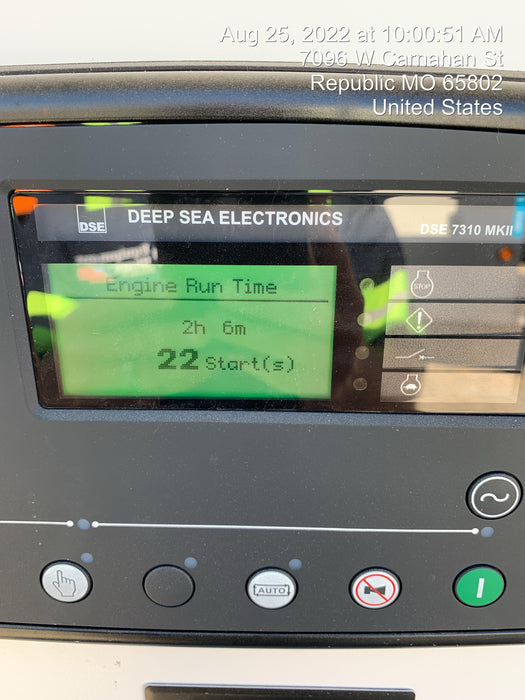 Aug 25, 2022 at 10:00:51 AM
7096 W Carnahan St
Republic MO 65802
United States
DSE
DEEP SEA ELECTRONICS
DSE 7310 MKII
Engine Run Time
2h 6m
22 Start(s)
STOP
AUTO
I